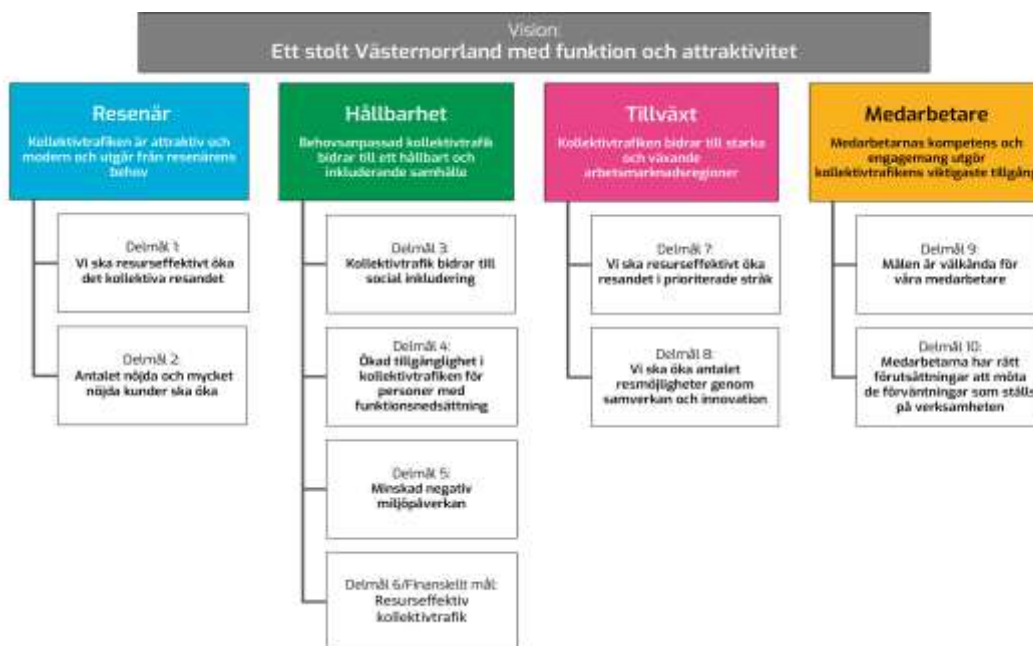 Vision:
Ett stolt Västernorrland med funktion och attraktivitet
Resenär
Kollektivtrafiken är attraktiv och
modern och utgår från resenärens
behov
Delmål 1:
Vi ska resurseffektivt öka
det kollektiva resandet
Delmål 2:
Antalet nöjda och mycket
nöjda kunder ska öka
Hållbarhet
Behovsanpassad kollektivtrafik
bidrar till ett hållbart och
inkluderande samhälle
Delmål 3:
Kollektivtrafik bidrar till
social inkludering
Delmål 4:
Ökad tillgänglighet i
kollektivtrafiken för
personer med
funktionsnedsättning
Delmål 5:
Minskad negativ
miljöpåverkan
Delmål 6/Finansiellt mål:
Resurseffektiv
kollektivtrafik
Tillväxt
Kollektivtrafiken bidrar till starka
och växande
arbetsmarknadsregioner
Delmål 7:
Vi ska resurseffektivt öka
resandet i prioriterade stråk
Delmål 8:
Vi ska öka antalet
resmöjligheter genom
samverkan och innovation
Medarbetare
Medarbetarnas kompetens och
engagemang utgör
kollektivtrafikens viktigaste tillgång
Delmål 9:
Målen är välkända för
våra medarbetare
Delmål 10:
Medarbetarna har rätt
förutsättningar att möta
de förväntningar som ställs
på verksamheten